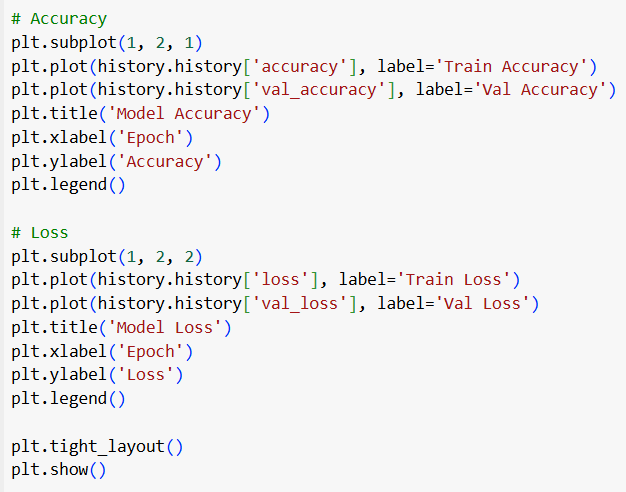 # Accuracy
plt.subplot(1, 2, 1)
plt.plot(history.history['accuracy'], label='Train Accuracy')
plt.plot(history.history['val_accuracy'], label='Val Accuracy')
plt.title('Model Accuracy')
plt.xlabel('Epoch')
plt.ylabel('Accuracy')
plt.legend()

# Loss
plt.subplot(1, 2, 2)
plt.plot(history.history['loss'], label='Train Loss')
plt.plot(history.history['val_loss'], label='Val Loss')
plt.title('Model Loss')
plt.xlabel('Epoch')
plt.ylabel('Loss')
plt.legend()

plt.tight_layout()
plt.show()